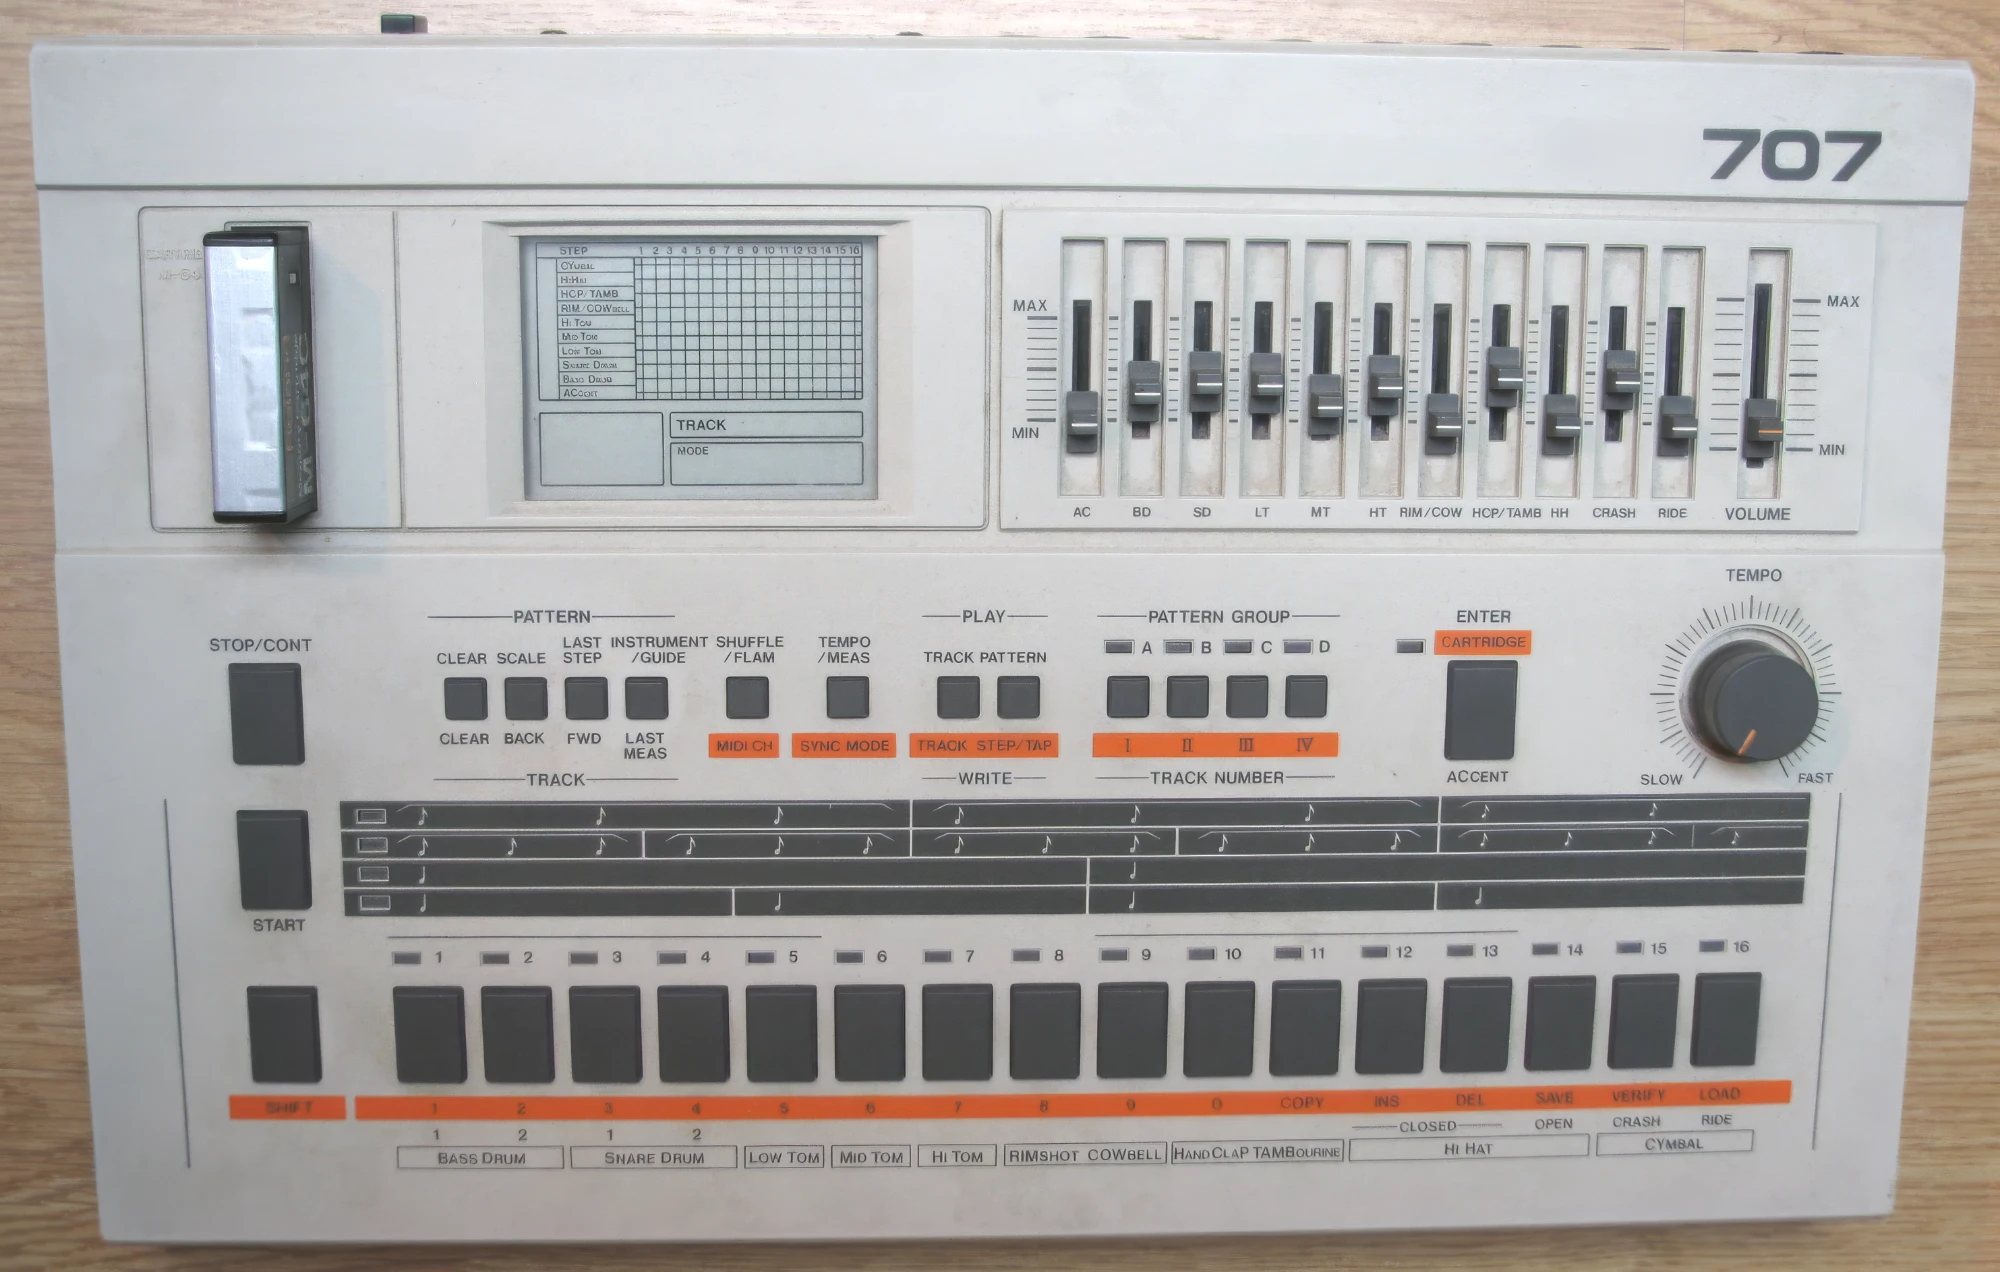 707
STEP 1 2 3 4 5 6 7 8 9 10 11 12 13 14 15 16
HCP/TAMB
RIM/COWBELL
HI TOM
MID TOM
LOW TOM
SNARE DRUM
BASS DRUM
TRACK
MODE
MAX
MIN
MAX
MIN
AC BD SD LT MT HT RIM/COW HCP/TAMB HH CRASH RIDE VOLUME
M-64C
TEMPO
SLOW FAST
STOP/CONT
START
PATTERN
CLEAR SCALE LAST STEP INSTRUMENT /GUIDE
SHUFFLE /FLAM
TEMPO /MEAS
CLEAR BACK FWD LAST MEAS
MIDI CH
SYNC MODE
TRACK
PLAY
TRACK PATTERN
TRACK STEP/TAP
WRITE
PATTERN GROUP
A B C D
I II III IV
TRACK NUMBER
ENTER
CARTRIDGE
ACCENT
1 2 3 4 5 6 7 8 9 10 11 12 13 14 15 16
SHIFT 1 2 3 4 5 6 7 8 9 0 COPY INS DEL SAVE VERIFY LOAD
1 2 1 2 CLOSED OPEN CRASH RIDE
BASS DRUM SNARE DRUM LOW TOM MID TOM HI TOM RIMSHOT COWBELL HAND CLAP TAMBOURINE HI HAT CYMBAL